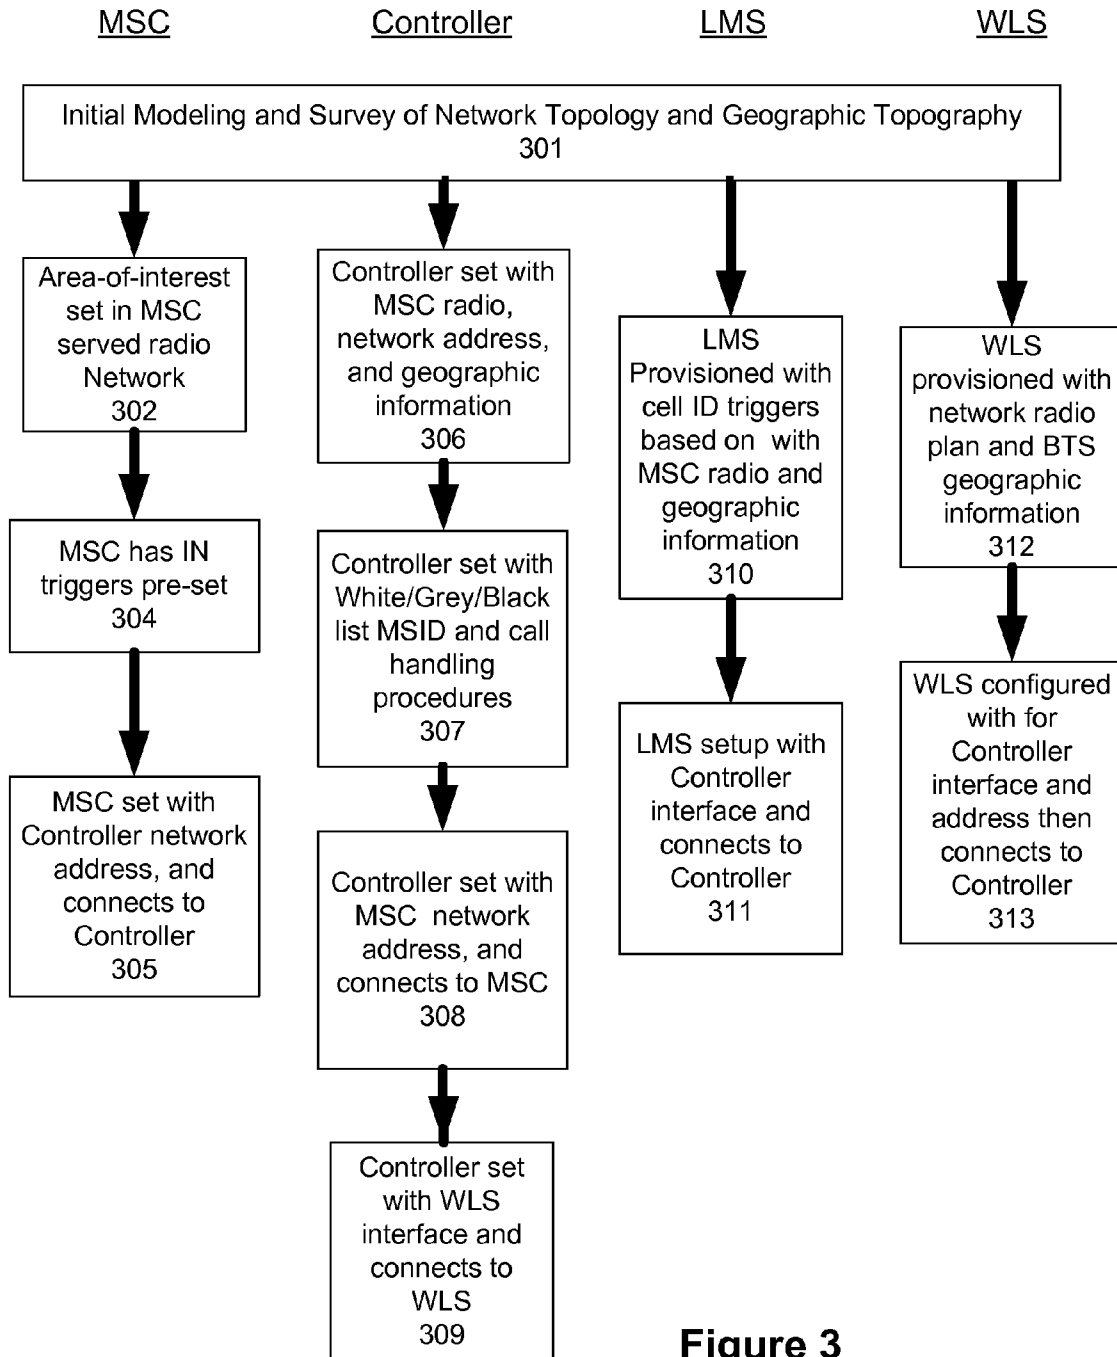 MSC
Controller
LMS
WLS
Initial Modeling and Survey of Network Topology and Geographic Topography
301
Area-of-interest
set in MSC
served radio
Network
302
MSC has IN
triggers pre-set
304
MSC set with
Controller network
address, and
connects to
Controller
305
Controller set with
MSC radio,
network address,
and geographic
information
306
Controller set with
White/Grey/Black
list MSID and call
handling
procedures
307
Controller set with
MSC network
address, and
connects to MSC
308
Controller set
with WLS
interface and
connects to
WLS
309
LMS
Provisioned with
cell ID triggers
based on with
MSC radio and
geographic
information
310
LMS setup with
Controller
interface and
connects to
Controller
311
WLS
provisioned with
network radio
plan and BTS
geographic
information
312
WLS configured
with for
Controller
interface and
address then
connects to
Controller
313
Figure 3